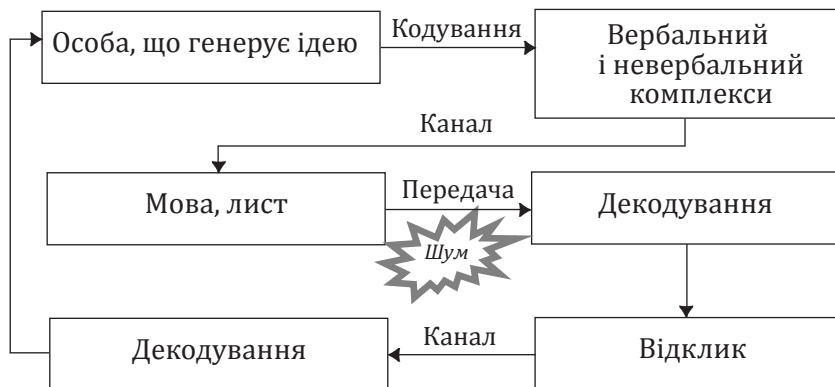 Особа, що генерує ідею
Кодування
Вербальний
і невербальний
комплекси
Канал
Мова, лист
Передача
Шум
Декодування
Декодування
Канал
Відклик